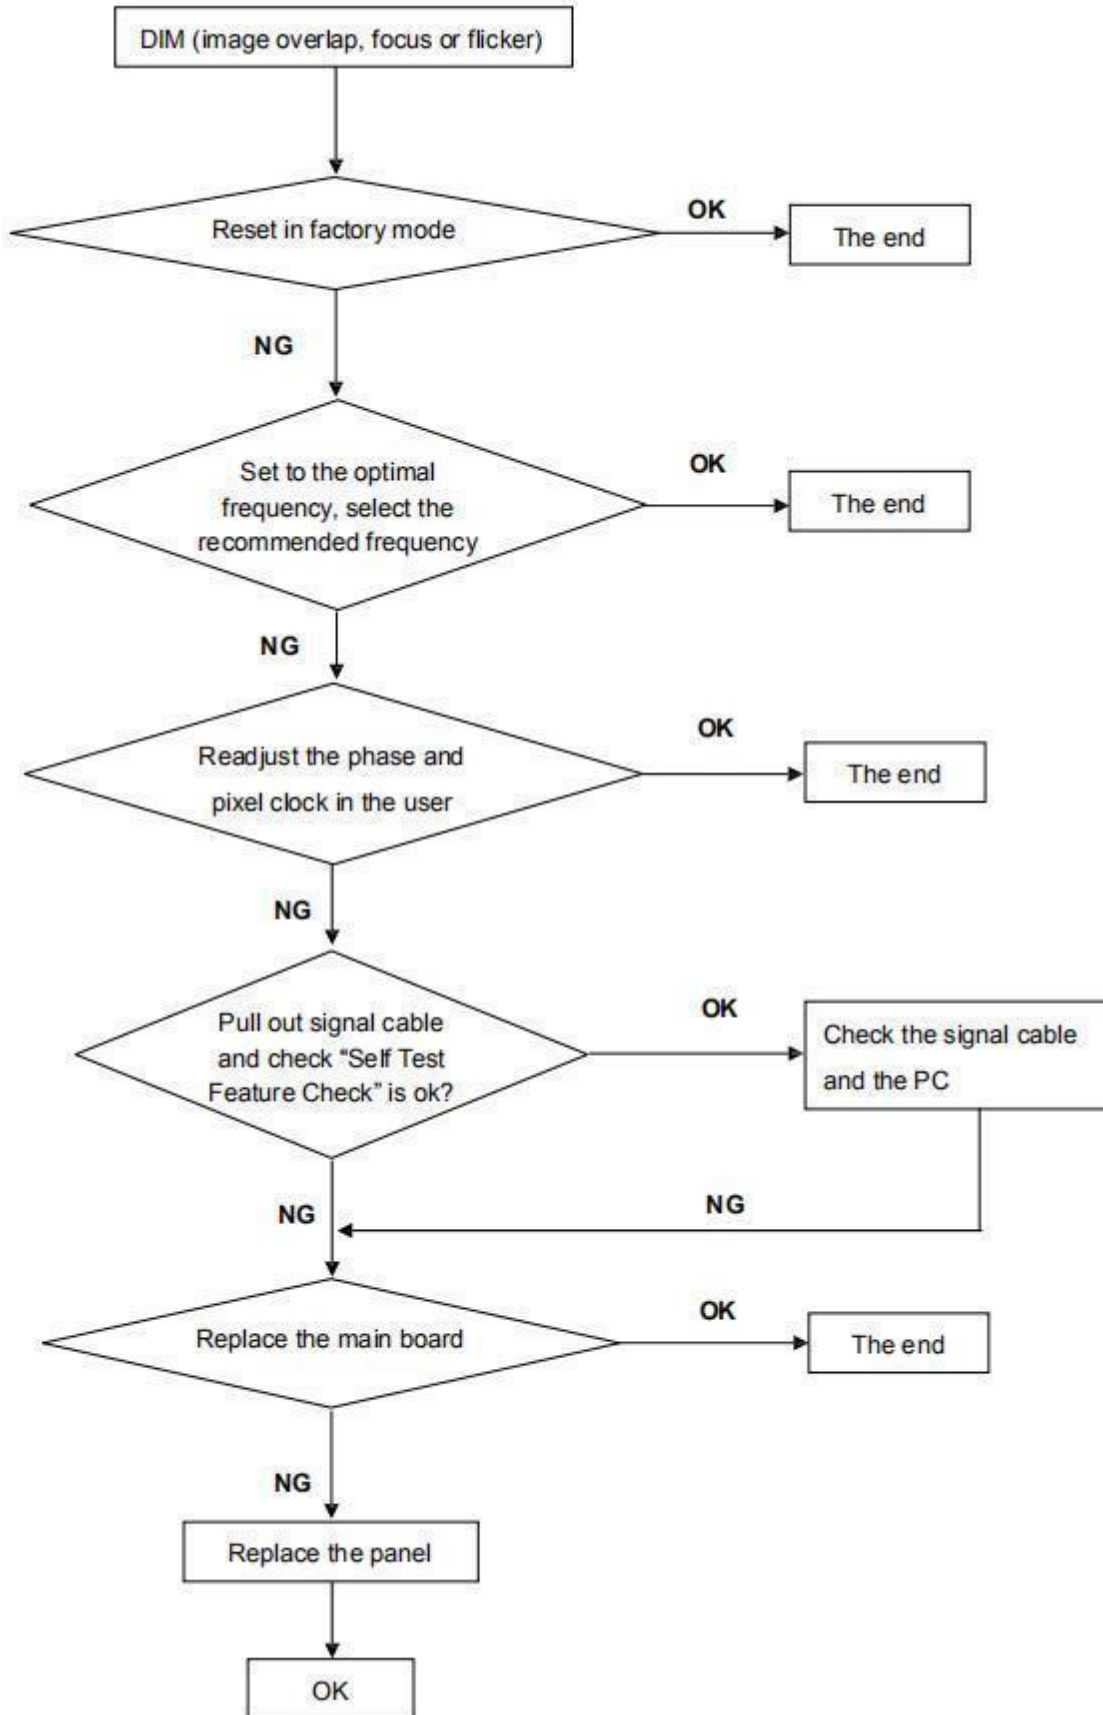 DIM (image overlap, focus or flicker)
Reset in factory mode
OK
The end
NG
Set to the optimal
frequency, select the
recommended frequency
OK
The end
NG
Readjust the phase and
pixel clock in the user
OK
The end
NG
Pull out signal cable
and check “Self Test
Feature Check” is ok?
OK
Check the signal cable
and the PC
NG
NG
Replace the main board
OK
The end
NG
Replace the panel
OK